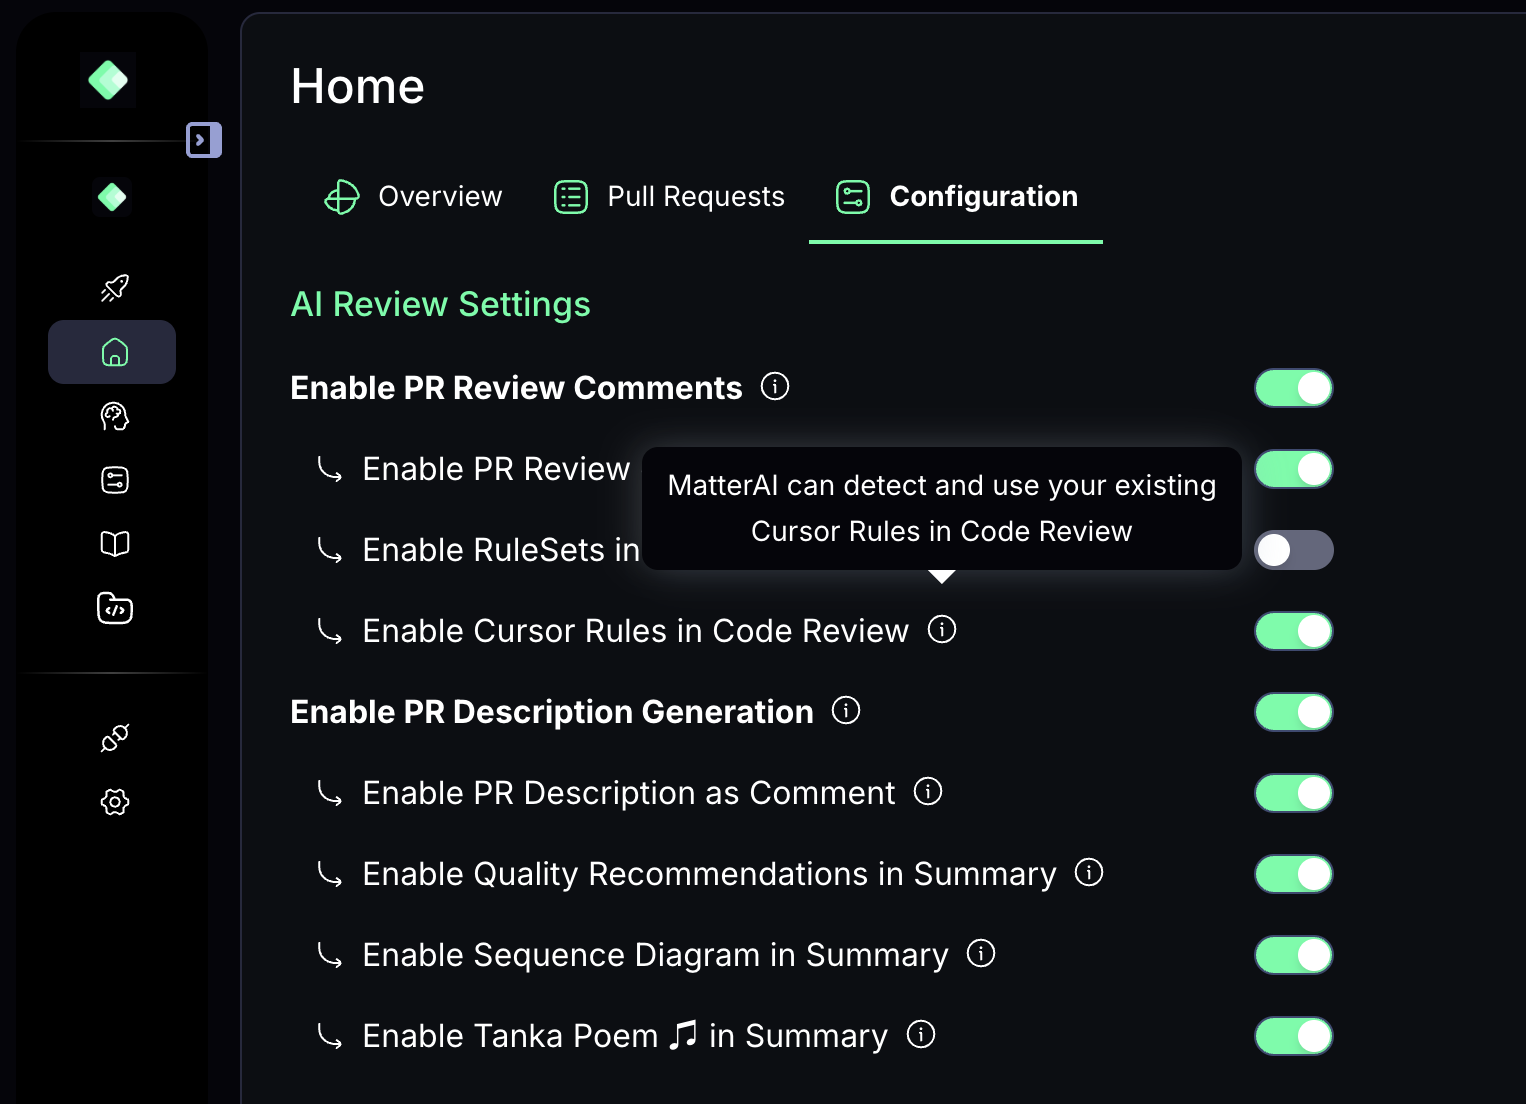 Home
Overview Pull Requests Configuration
AI Review Settings
Enable PR Review Comments
Enable PR Review
MatterAI can detect and use your existing
Cursor Rules in Code Review
Enable RuleSets in
Enable Cursor Rules in Code Review
Enable PR Description Generation
Enable PR Description as Comment
Enable Quality Recommendations in Summary
Enable Sequence Diagram in Summary
Enable Tanka Poem 🎵 in Summary